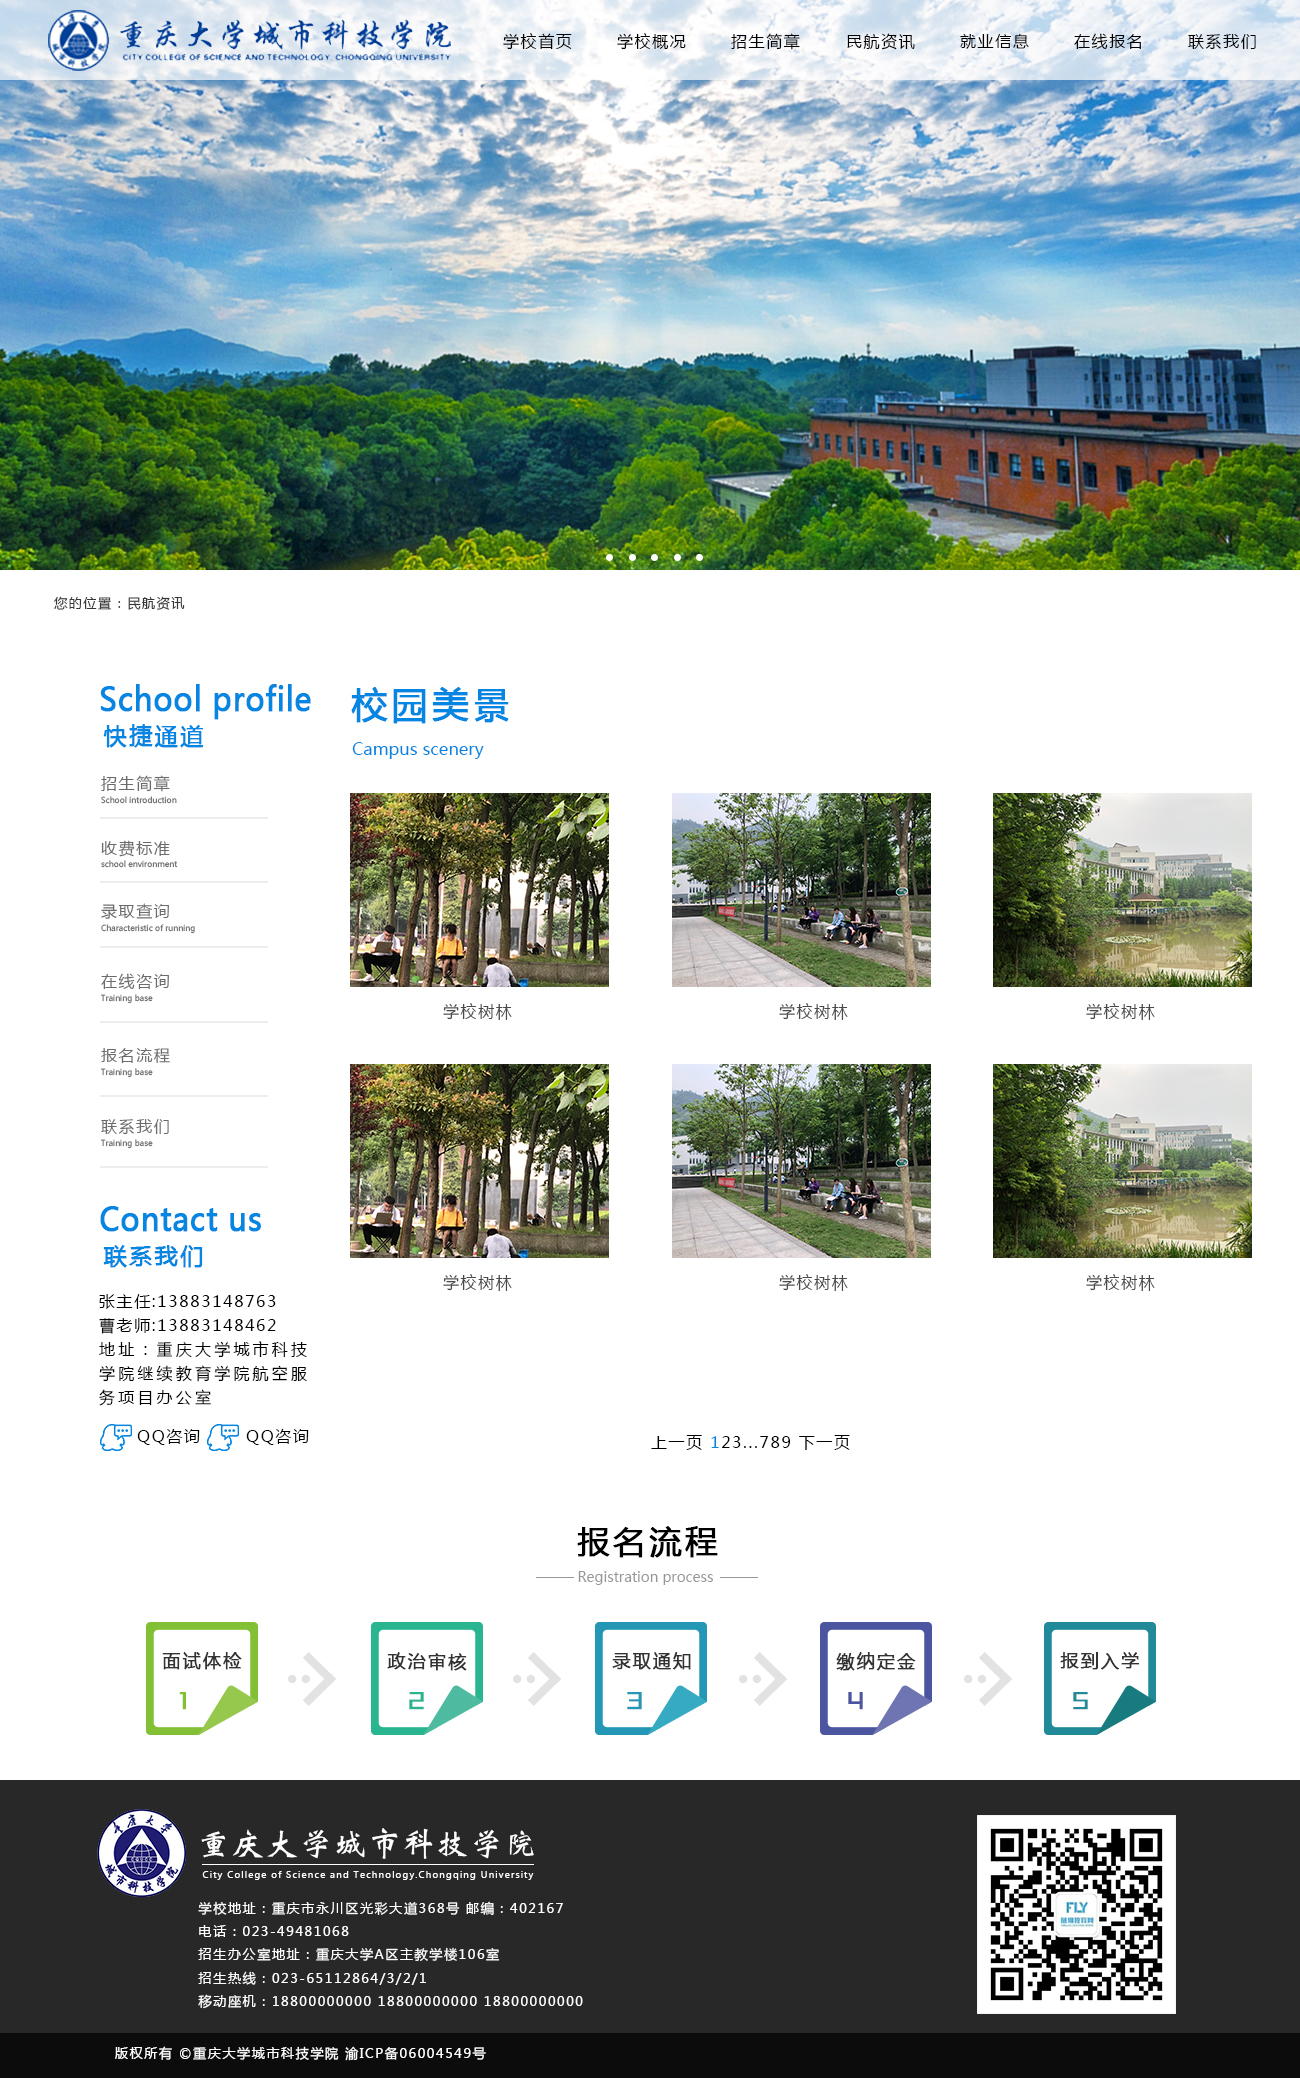 重庆大学城市科技学院
CITY COLLEGE OF SCIENCE AND TECHNOLOGY, CHONGQING UNIVERSITY
学校首页 学校概况 招生简章 民航资讯 就业信息 在线报名 联系我们
您的位置：民航资讯
School profile
快捷通道
招生简章
School introduction
收费标准
school environment
录取查询
Characteristic of running
在线咨询
Training base
报名流程
Training base
联系我们
Training base
Contact us
联系我们
张主任:13883148763
曹老师:13883148462
地址：重庆大学城市科技
学院继续教育学院航空服
务项目办公室
QQ咨询 QQ咨询
校园美景
Campus scenery
学校树林 学校树林 学校树林
学校树林 学校树林 学校树林
上一页 123...789 下一页
报名流程
Registration process
面试体检 政治审核 录取通知 缴纳定金 报到入学
1 2 3 4 5
重庆大学
城市科技学院
重庆大学城市科技学院
City College of Science and Technology.Chongqing University
学校地址：重庆市永川区光彩大道368号 邮编：402167
电话：023-49481068
招生办公室地址：重庆大学A区主教学楼106室
招生热线：023-65112864/3/2/1
移动座机：18800000000 18800000000 18800000000
FLY
版权所有 ©重庆大学城市科技学院 渝ICP备06004549号